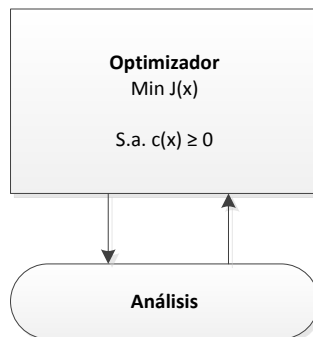 Optimizador
Min J(x)
S.a. c(x) ≥ 0
Análisis